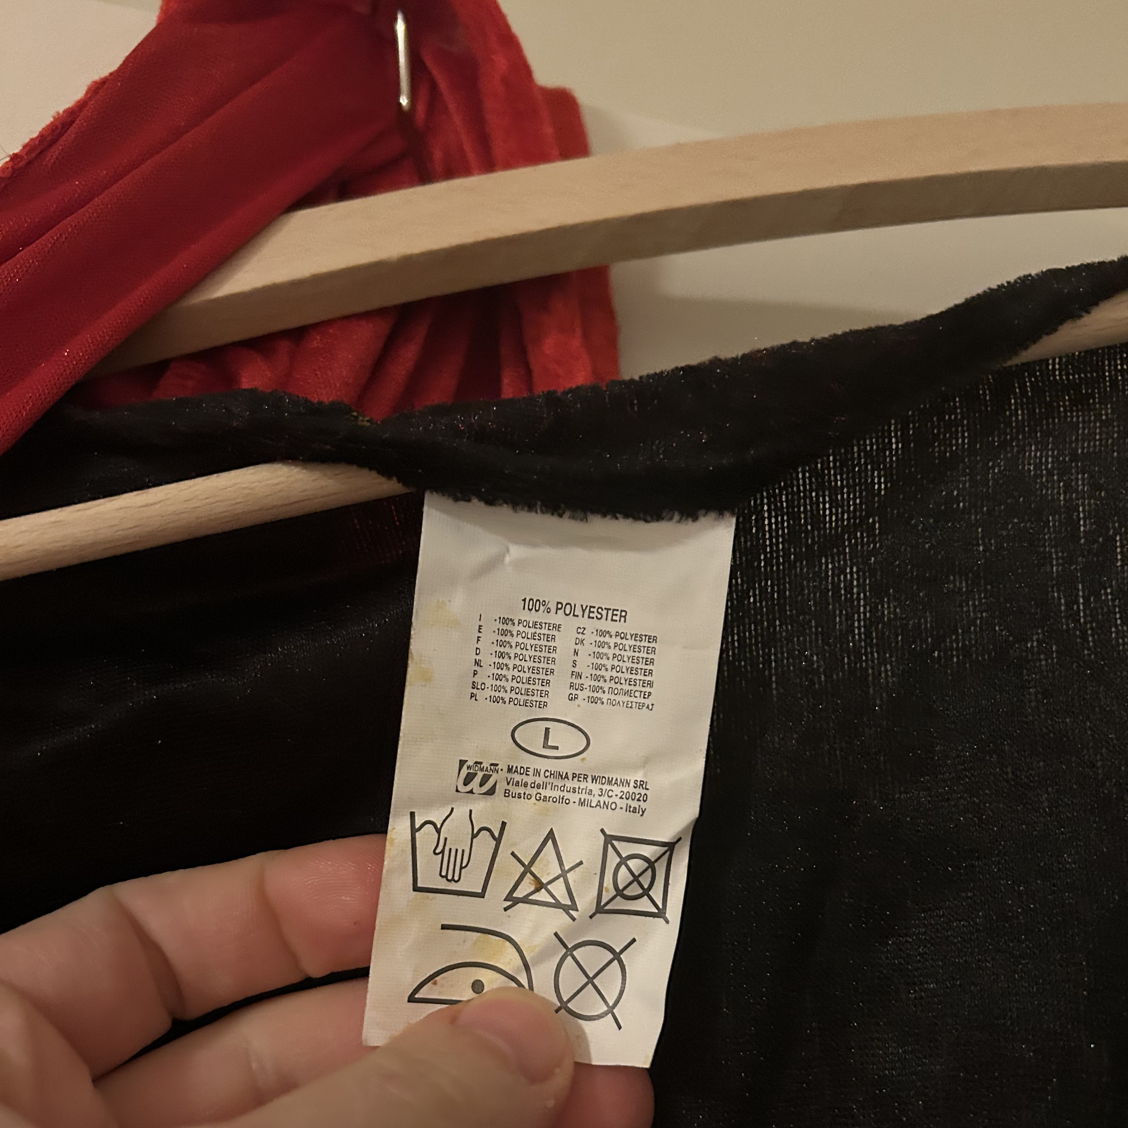 100% POLYESTER
I -100% POLIESTERE
E -100% POLIÉSTER
F -100% POLYESTER
D -100% POLYESTER
NL -100% POLYESTER
P -100% POLIÉSTER
SLO-100% POLIESTER
PL -100% POLIESTER
CZ -100% POLYESTER
DK -100% POLYESTER
N -100% POLYESTER
S -100% POLYESTER
FIN -100% POLYESTERI
RUS-100% ПОЛИЕСТЕР
GR -100% ΠΟΛΥΕΣΤΕΡΑΣ
L
WIDMANN
MADE IN CHINA PER WIDMANN SRL
Viale dell'Industria, 3/C-20020
Busto Garolfo - MILANO - Italy